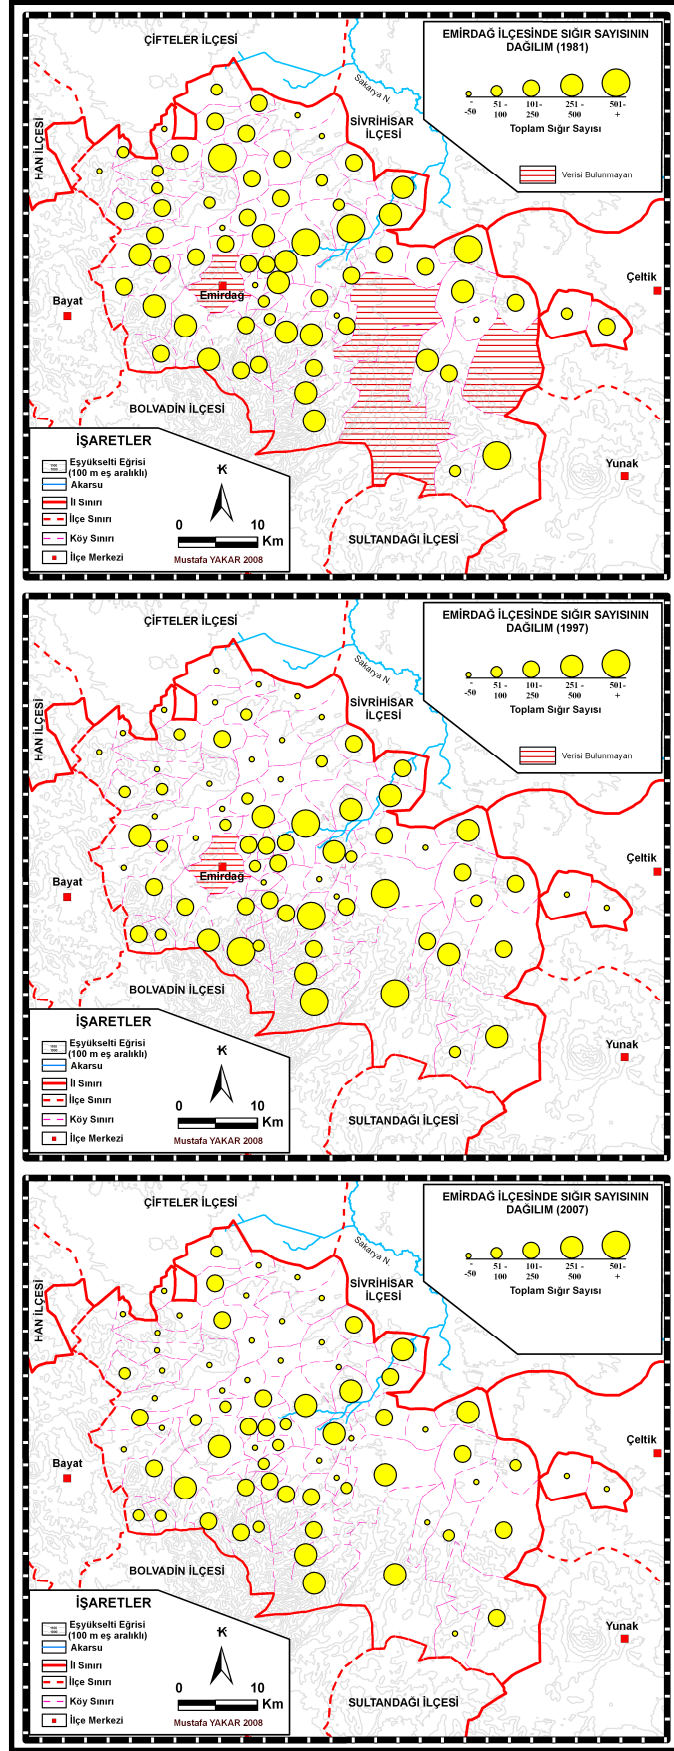 ÇİFTELER İLÇESİ
EMİRDAĞ İLÇESİNDE SIĞIR SAYISININ
DAĞILIM (1981)
-
-50
51 -
100
101-
250
251-
500
501-
+
Toplam Sığır Sayısı
Verisi Bulunmayan
Sakarya N.
SİVRİHİSAR
İLÇESİ
HAN İLÇESİ
Çeltik
Bayat
Emirdağ
BOLVADİN İLÇESİ
Yunak
SULTANDAĞI İLÇESİ
İŞARETLER
Eşyükselti Eğrisi
(100 m eş aralıklı)
Akarsu
İl Sınırı
İlçe Sınırı
Köy Sınırı
İlçe Merkezi
K
0 10
Km
Mustafa YAKAR 2008
ÇİFTELER İLÇESİ
EMİRDAĞ İLÇESİNDE SIĞIR SAYISININ
DAĞILIM (1997)
-
-50
51 -
100
101-
250
251-
500
501-
+
Toplam Sığır Sayısı
Verisi Bulunmayan
Sakarya N.
SİVRİHİSAR
İLÇESİ
HAN İLÇESİ
Çeltik
Bayat
Emirdağ
BOLVADİN İLÇESİ
Yunak
SULTANDAĞI İLÇESİ
İŞARETLER
Eşyükselti Eğrisi
(100 m eş aralıklı)
Akarsu
İl Sınırı
İlçe Sınırı
Köy Sınırı
İlçe Merkezi
K
0 10
Km
Mustafa YAKAR 2008
ÇİFTELER İLÇESİ
EMİRDAĞ İLÇESİNDE SIĞIR SAYISININ
DAĞILIM (2007)
-
-50
51 -
100
101-
250
251-
500
501-
+
Toplam Sığır Sayısı
Sakarya N.
SİVRİHİSAR
İLÇESİ
HAN İLÇESİ
Çeltik
Bayat
BOLVADİN İLÇESİ
Yunak
SULTANDAĞI İLÇESİ
İŞARETLER
Eşyükselti Eğrisi
(100 m eş aralıklı)
Akarsu
İl Sınırı
İlçe Sınırı
Köy Sınırı
İlçe Merkezi
K
0 10
Km
Mustafa YAKAR 2008